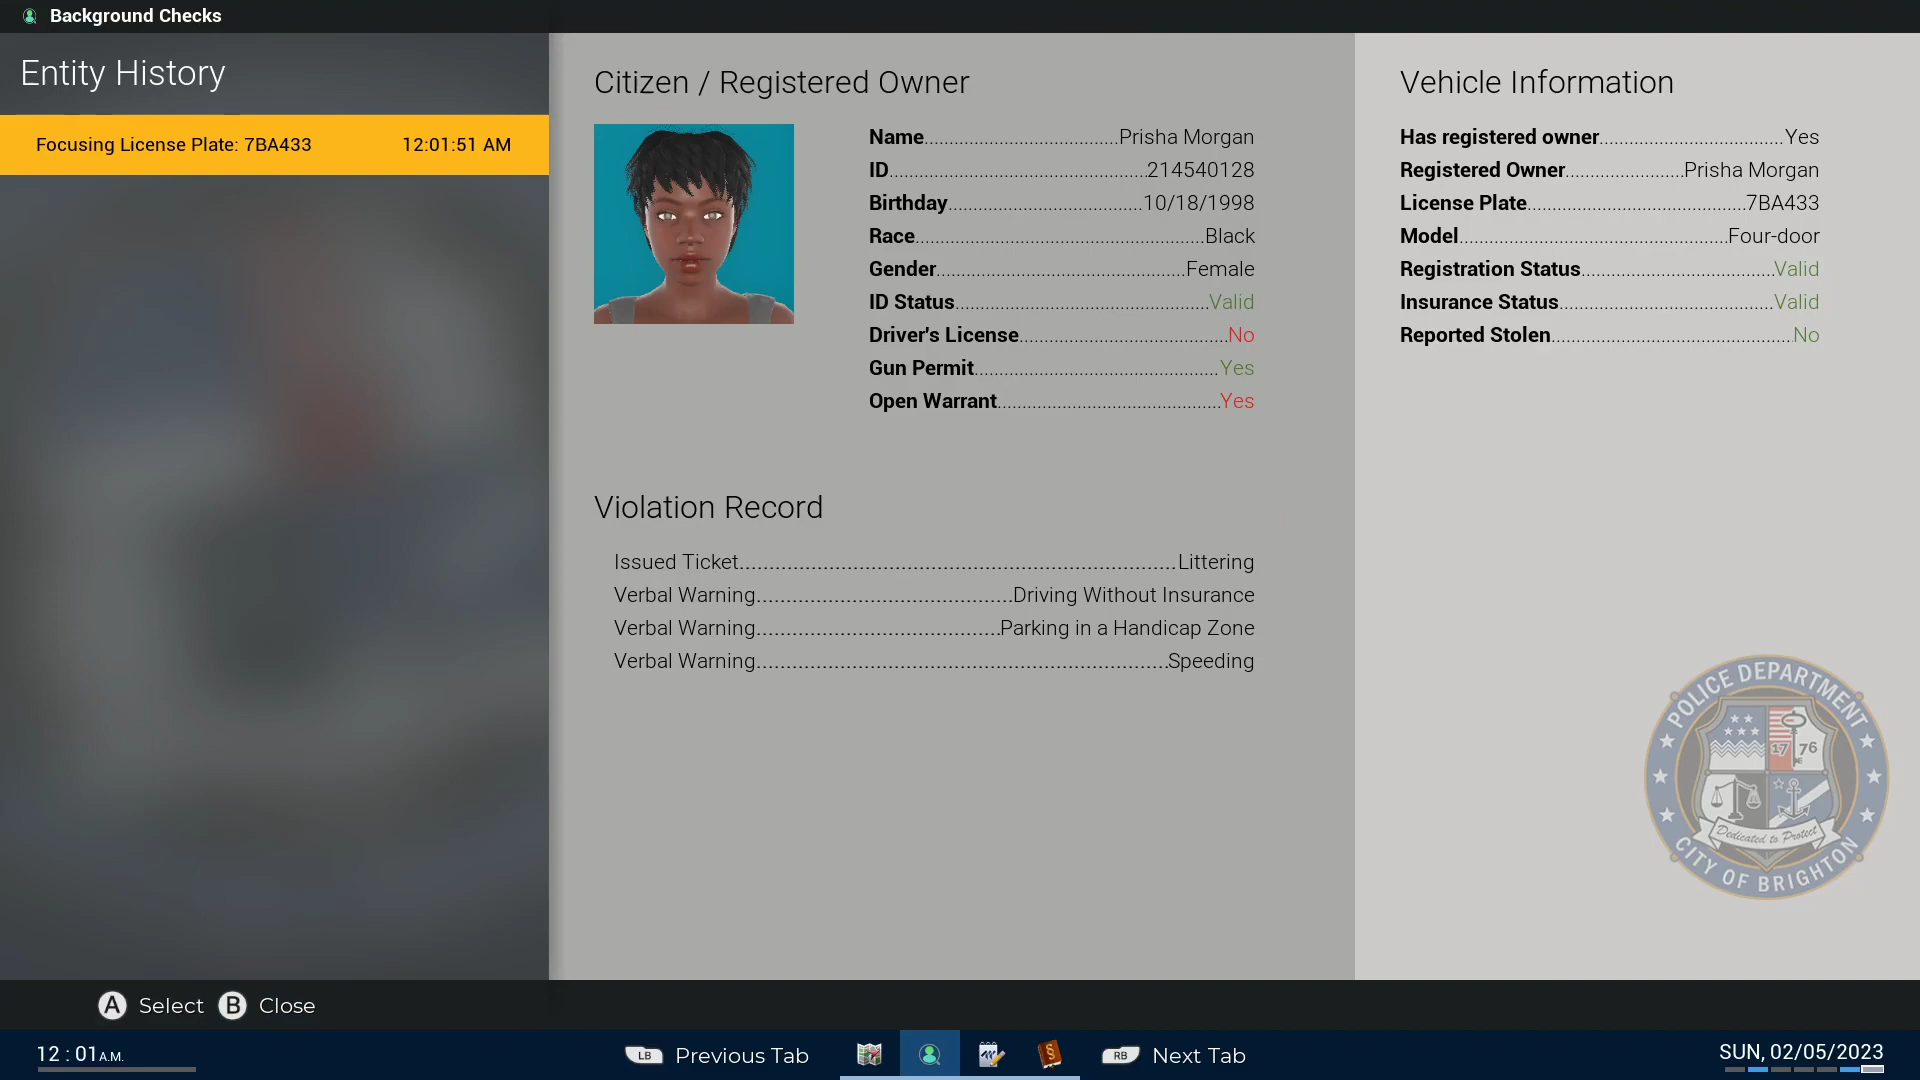 Background Checks
Entity History
Focusing License Plate: 7BA433 12:01:51 AM
Citizen / Registered Owner
Name Prisha Morgan
ID 214540128
Birthday 10/18/1998
Race Black
Gender Female
ID Status Valid
Driver's License No
Gun Permit Yes
Open Warrant Yes
Violation Record
Issued Ticket Littering
Verbal Warning Driving Without Insurance
Verbal Warning Parking in a Handicap Zone
Verbal Warning Speeding
Vehicle Information
Has registered owner Yes
Registered Owner Prisha Morgan
License Plate 7BA433
Model Four-door
Registration Status Valid
Insurance Status Valid
Reported Stolen No
POLICE DEPARTMENT
17 76
Dedicated to Protect
CITY OF BRIGHTON
A Select B Close
12 : 01 A.M.
LB Previous Tab
RB Next Tab
SUN, 02/05/2023